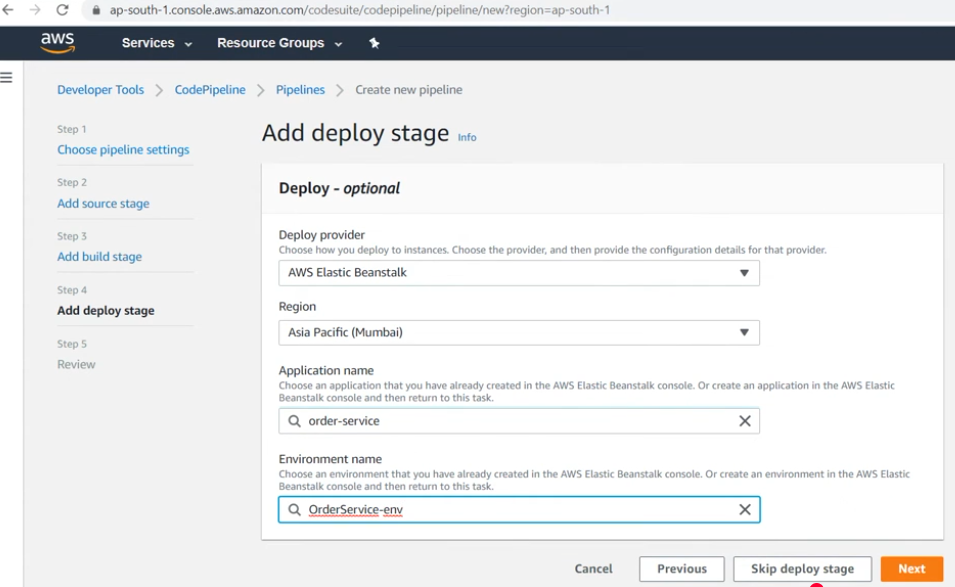 ap-south-1.console.aws.amazon.com/codesuite/codepipeline/pipeline/new?region=ap-south-1
aws
Services
Resource Groups
Developer Tools > CodePipeline > Pipelines > Create new pipeline
Step 1
Choose pipeline settings
Step 2
Add source stage
Step 3
Add build stage
Step 4
Add deploy stage
Step 5
Review
Add deploy stage Info
Deploy - optional
Deploy provider
Choose how you deploy to instances. Choose the provider, and then provide the configuration details for that provider.
AWS Elastic Beanstalk
Region
Asia Pacific (Mumbai)
Application name
Choose an application that you have already created in the AWS Elastic Beanstalk console. Or create an application in the AWS Elastic
Beanstalk console and then return to this task.
order-service
Environment name
Choose an environment that you have already created in the AWS Elastic Beanstalk console. Or create an environment in the AWS Elastic
Beanstalk console and then return to this task.
OrderService-env
Cancel
Previous
Skip deploy stage
Next